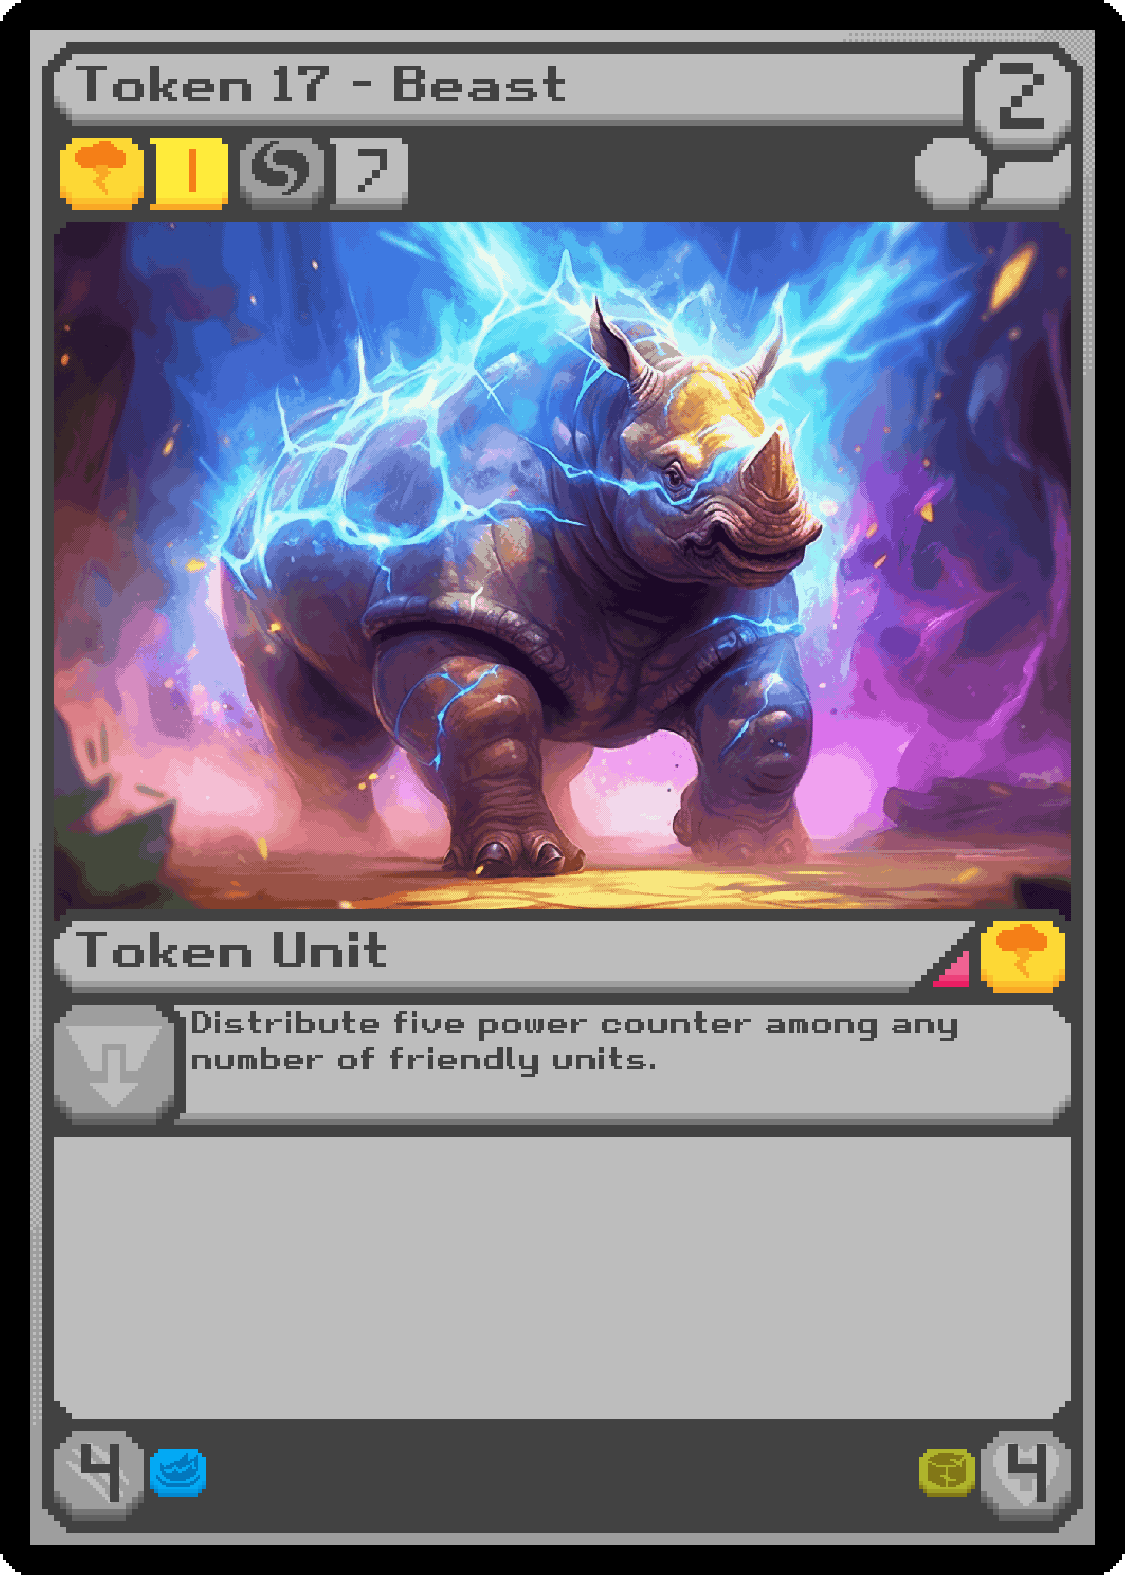 Token 17 - Beast
2
1
7
Token Unit
Distribute five power counter among any
number of friendly units.
4
4